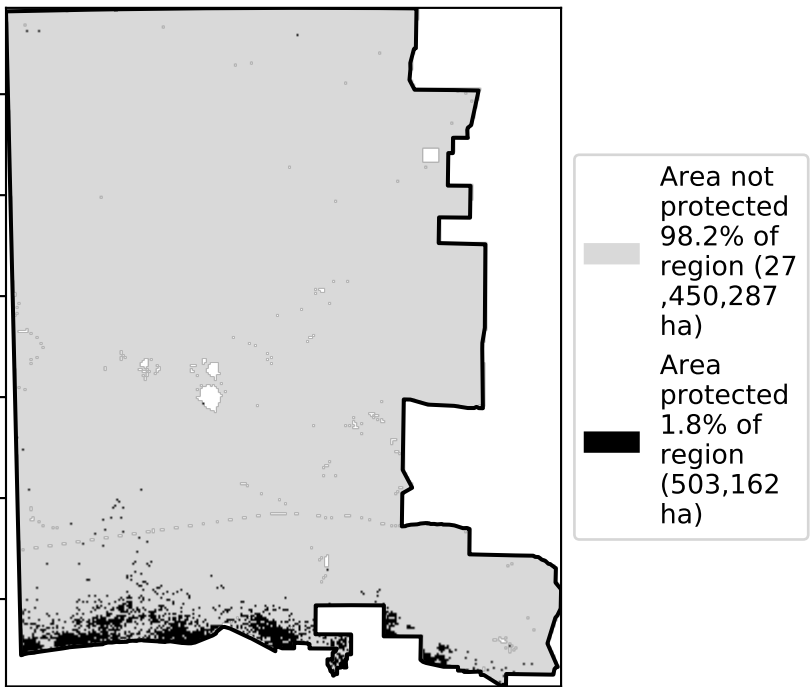 Area not
protected
98.2% of
region (27
,450,287
ha)
Area
protected
1.8% of
region
(503,162
ha)